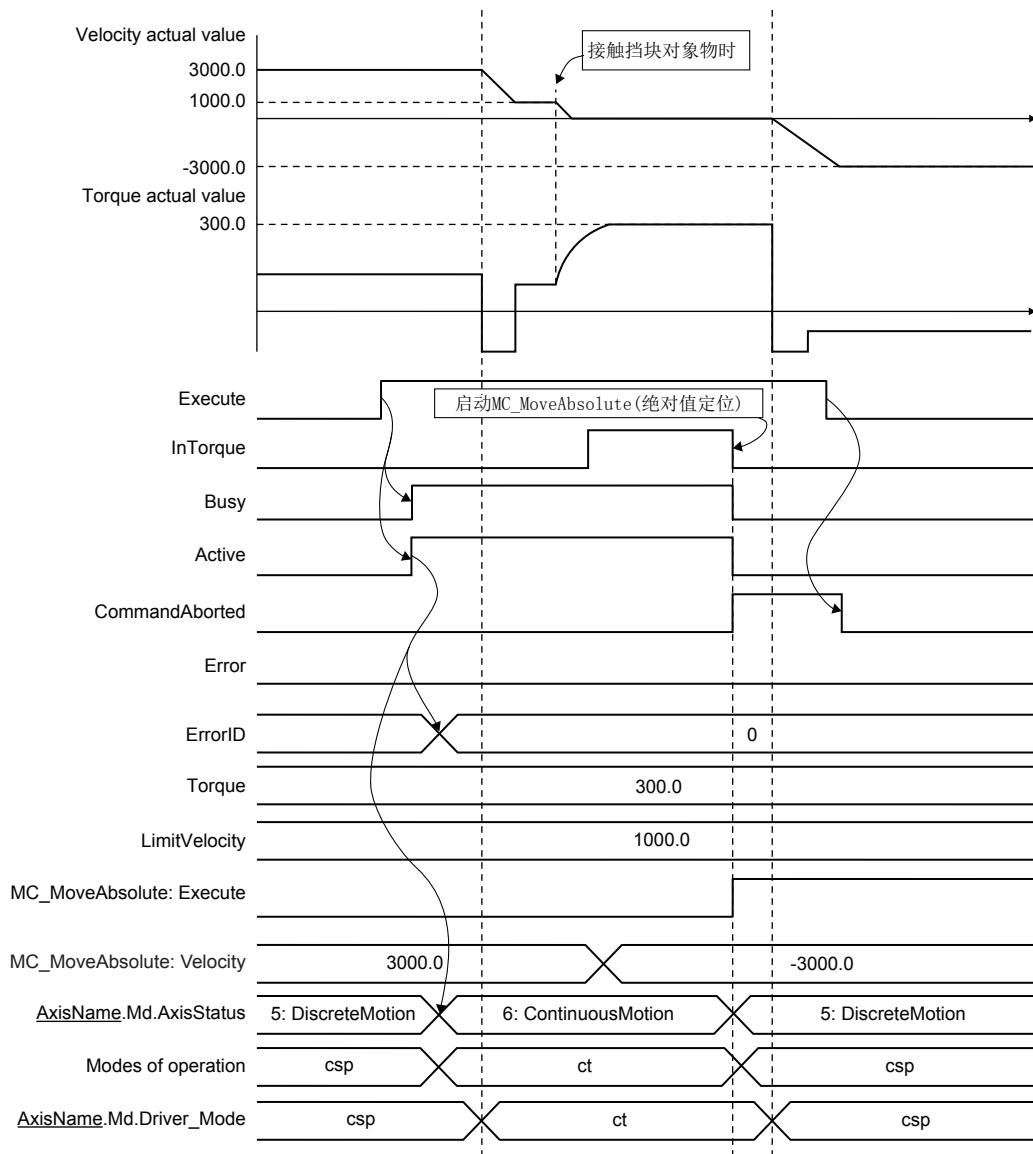 Velocity actual value
接触挡块对象物时
3000.0
1000.0
-3000.0
Torque actual value
300.0
Execute
启动MC_MoveAbsolute(绝对值定位)
InTorque
Busy
Active
CommandAborted
Error
ErrorID
0
Torque
300.0
LimitVelocity
1000.0
MC_MoveAbsolute: Execute
MC_MoveAbsolute: Velocity
3000.0
-3000.0
AxisName.Md.AxisStatus
5: DiscreteMotion
6: ContinuousMotion
5: DiscreteMotion
Modes of operation
csp
ct
csp
AxisName.Md.Driver_Mode
csp
ct
csp